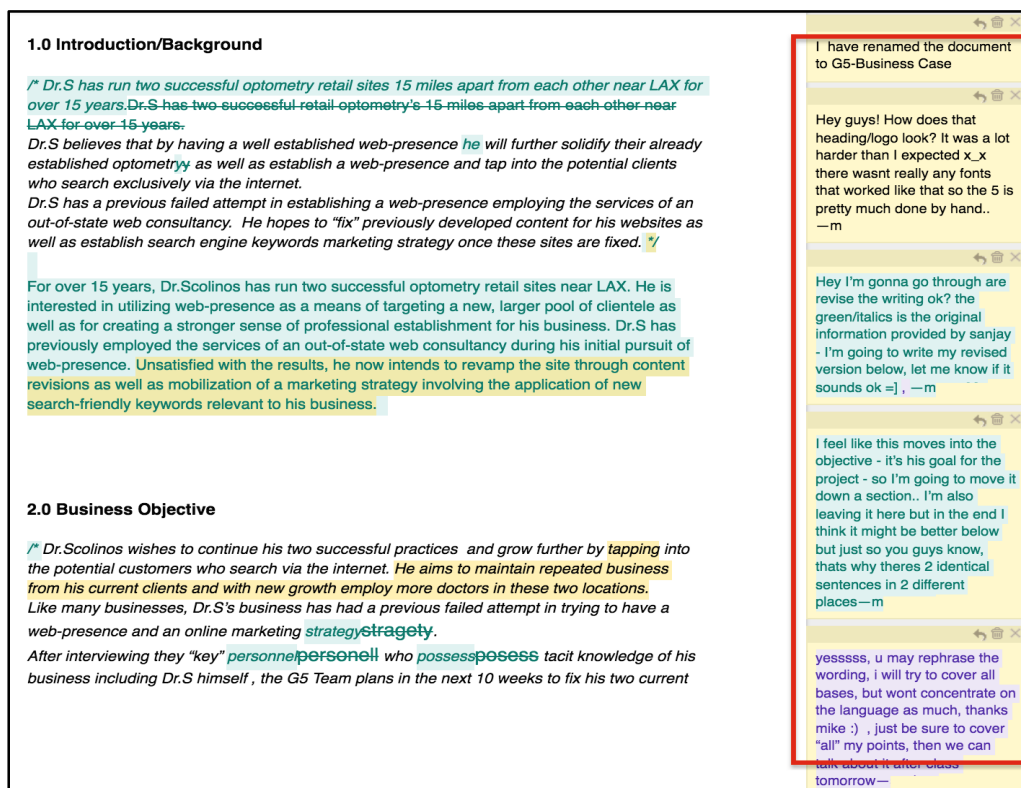 1.0 Introduction/Background
/* Dr.S has run two successful optometry retail sites 15 miles apart from each other near LAX for
over 15 years.Dr.S has two successful retail optometry's 15 miles apart from each other near
LAX for over 15 years.
Dr.S believes that by having a well established web-presence he will further solidify their already
established optometryy as well as establish a web-presence and tap into the potential clients
who search exclusively via the internet.
Dr.S has a previous failed attempt in establishing a web-presence employing the services of an
out-of-state web consultancy.  He hopes to “fix” previously developed content for his websites as
well as establish search engine keywords marketing strategy once these sites are fixed. */
For over 15 years, Dr.Scolinos has run two successful optometry retail sites near LAX. He is
interested in utilizing web-presence as a means of targeting a new, larger pool of clientele as
well as for creating a stronger sense of professional establishment for his business. Dr.S has
previously employed the services of an out-of-state web consultancy during his initial pursuit of
web-presence. Unsatisfied with the results, he now intends to revamp the site through content
revisions as well as mobilization of a marketing strategy involving the application of new
search-friendly keywords relevant to his business.
2.0 Business Objective
/* Dr.Scolinos wishes to continue his two successful practices  and grow further by tapping into
the potential customers who search via the internet. He aims to maintain repeated business
from his current clients and with new growth employ more doctors in these two locations.
Like many businesses, Dr.S's business has had a previous failed attempt in trying to have a
web-presence and an online marketing strategystragety.
After interviewing they “key” personnelpersonell who possessposess tacit knowledge of his
business including Dr.S himself , the G5 Team plans in the next 10 weeks to fix his two current
I  have renamed the document
to G5-Business Case
Hey guys! How does that
heading/logo look? It was a lot
harder than I expected x_x
there wasnt really any fonts
that worked like that so the 5 is
pretty much done by hand..
—m
Hey I'm gonna go through are
revise the writing ok? the
green/italics is the original
information provided by sanjay
- I'm going to write my revised
version below, let me know if it
sounds ok =] , —m
I feel like this moves into the
objective - it's his goal for the
project - so I'm going to move it
down a section.. I'm also
leaving it here but in the end I
think it might be better below
but just so you guys know,
thats why theres 2 identical
sentences in 2 different
places—m
yesssss, u may rephrase the
wording, i will try to cover all
bases, but wont concentrate on
the language as much, thanks
mike :)  , just be sure to cover
“all” my points, then we can
talk about it after class
tomorrow—